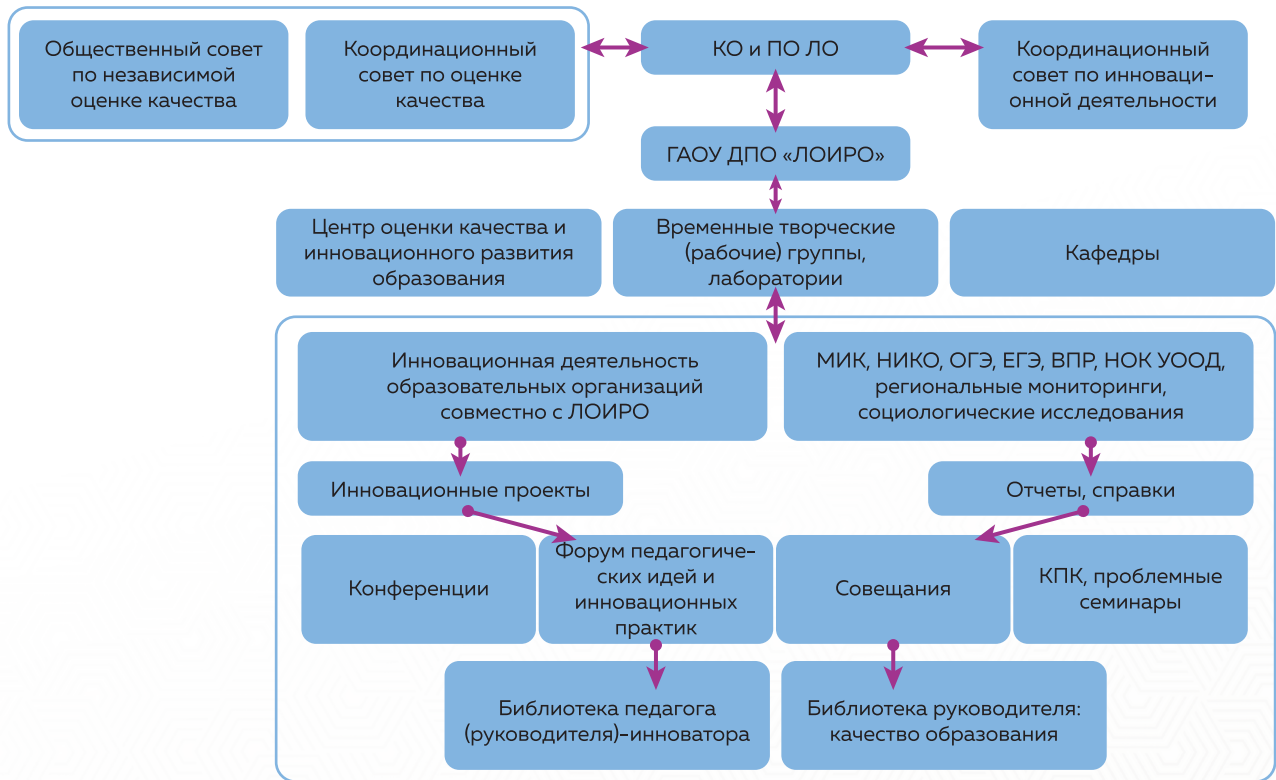 Общественный совет
по независимой
оценке качества
Координационный
совет по оценке
качества
КО и ПО ЛО
Координационный
совет по инноваци-
онной деятельности
ГАОУ ДПО «ЛОИРО»
Центр оценки качества и
инновационного развития
образования
Временные творческие
(рабочие) группы,
лаборатории
Кафедры
Инновационная деятельность
образовательных организаций
совместно с ЛОИРО
МИК, НИКО, ОГЭ, ЕГЭ, ВПР, НОК УООД,
региональные мониторинги,
социологические исследования
Инновационные проекты
Отчеты, справки
Конференции
Форум педагогиче-
ских идей и
инновационных
практик
Совещания
КПК, проблемные
семинары
Библиотека педагога
(руководителя)-инноватора
Библиотека руководителя:
качество образования